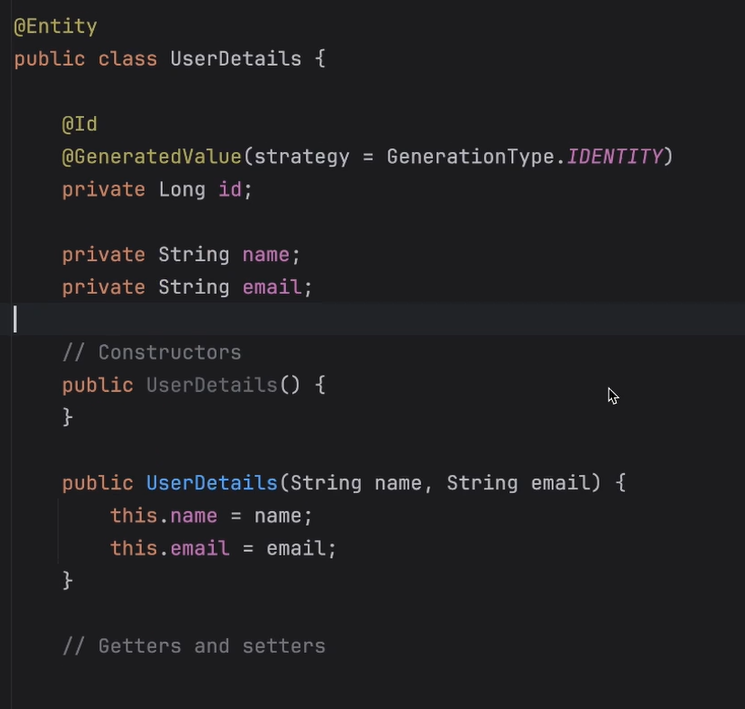 @Entity
public class UserDetails {
@Id
@GeneratedValue(strategy = GenerationType.IDENTITY)
private Long id;
private String name;
private String email;
// Constructors
public UserDetails() {
}
public UserDetails(String name, String email) {
this.name = name;
this.email = email;
}
// Getters and setters